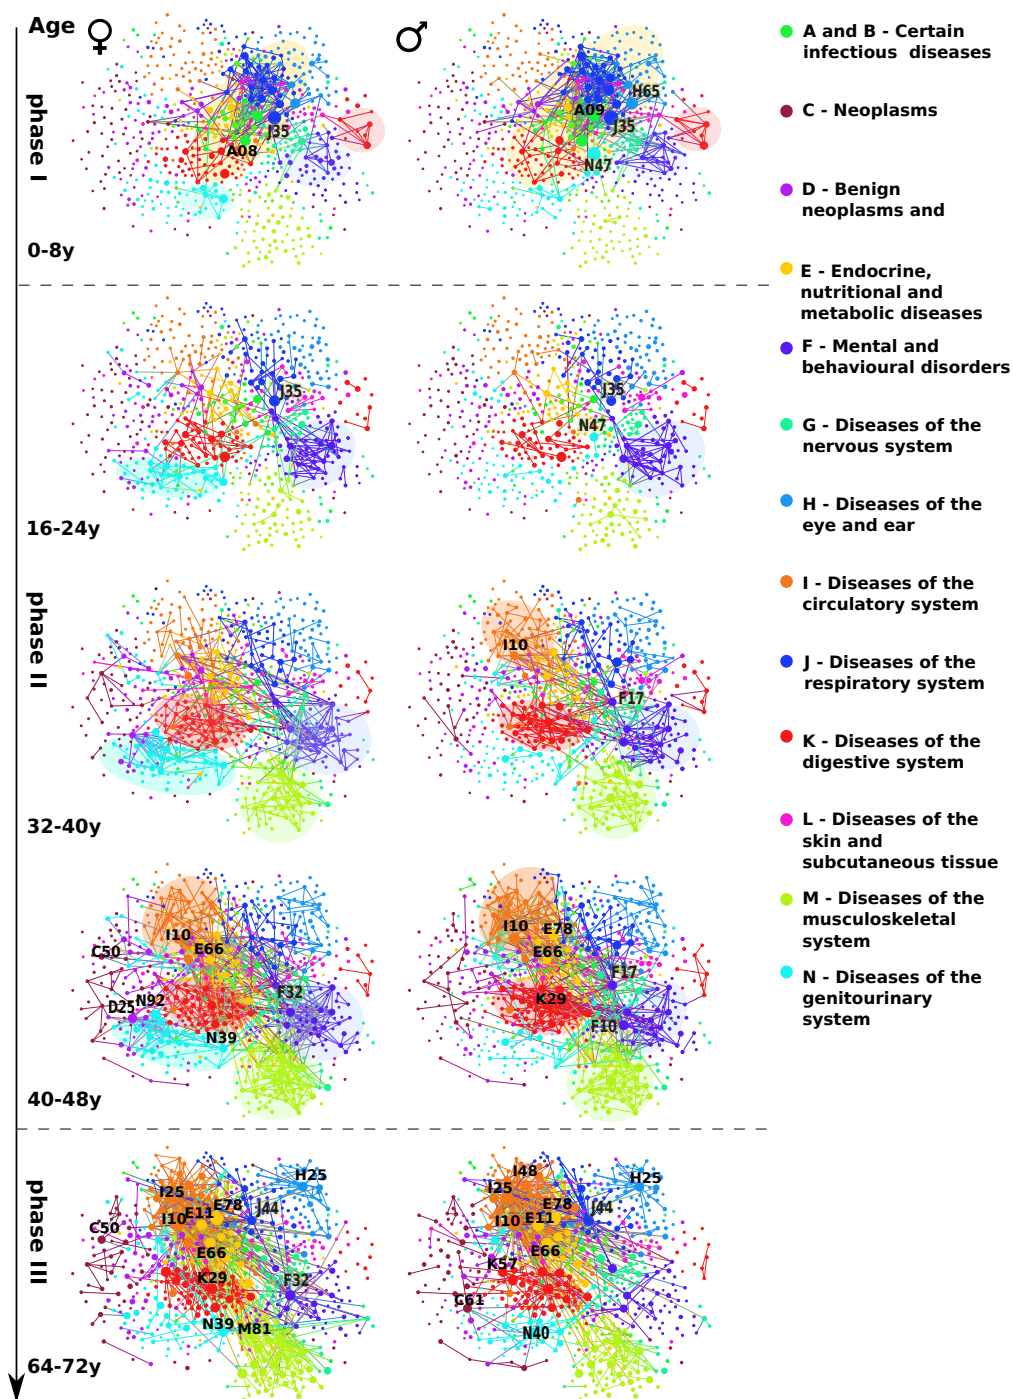 Age ♀ ♂
phase I
J35
A08
H65
A09
J35
N47
0-8y
J35
J35
N47
16-24y
phase II
I10
F17
32-40y
I10
E66
C50
D25
N92
F32
N39
I10
E78
E66
F17
K29
F10
40-48y
phase III
H25
I25
I10
E11
E78
J44
C50
E66
K29
F32
N39
M81
I48
H25
I25
E78
J44
I10
E11
E66
K57
C61
N40
64-72y
A and B - Certain
infectious diseases
C - Neoplasms
D - Benign
neoplasms and
E - Endocrine,
nutritional and
metabolic diseases
F - Mental and
behavioural disorders
G - Diseases of the
nervous system
H - Diseases of the
eye and ear
I - Diseases of the
circulatory system
J - Diseases of the
respiratory system
K - Diseases of the
digestive system
L - Diseases of the
skin and
subcutaneous tissue
M - Diseases of the
musculoskeletal
system
N - Diseases of the
genitourinary
system